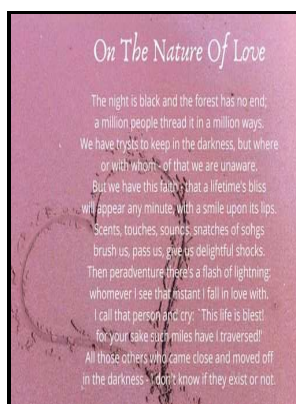 On The Nature Of Love
The night is black and the forest has no end;
a million people thread it in a million ways.
We have trysts to keep in the darkness, but where
or with whom - of that we are unaware.
But we have this faith - that a lifetime's bliss
will appear any minute, with a smile upon its lips.
Scents, touches, sounds, snatches of songs
brush us, pass us, give us delightful shocks.
Then peradventure there's a flash of lightning:
whomever I see that instant I fall in love with.
I call that person and cry: `This life is blest!
for your sake such miles have I traversed!'
All those others who came close and moved off
in the darkness - I don't know if they exist or not.